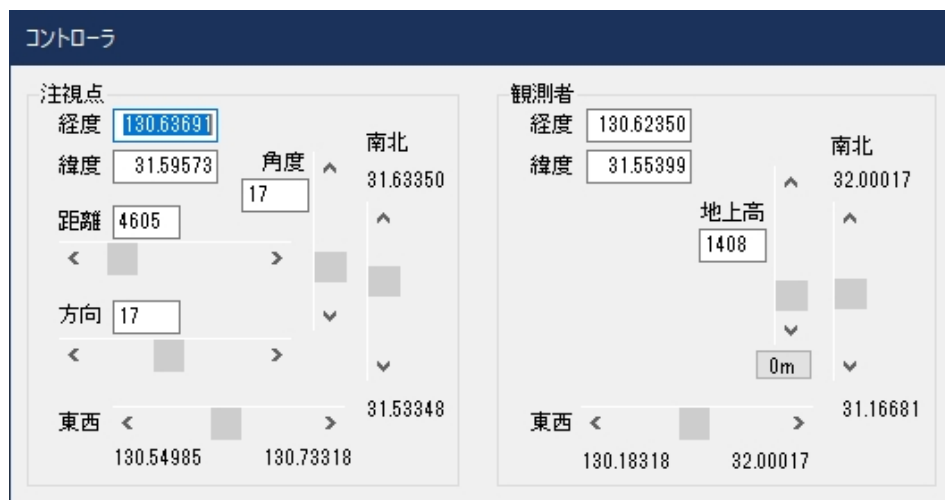 コントローラ
注視点
経度 130.63691
緯度 31.59573
角度 17
南北
31.63350
距離 4605
方向 17
31.53348
東西
130.54985 130.73318
観測者
経度 130.62350
緯度 31.55399
南北
32.00017
地上高
1408
0m
31.16681
東西
130.18318 32.00017